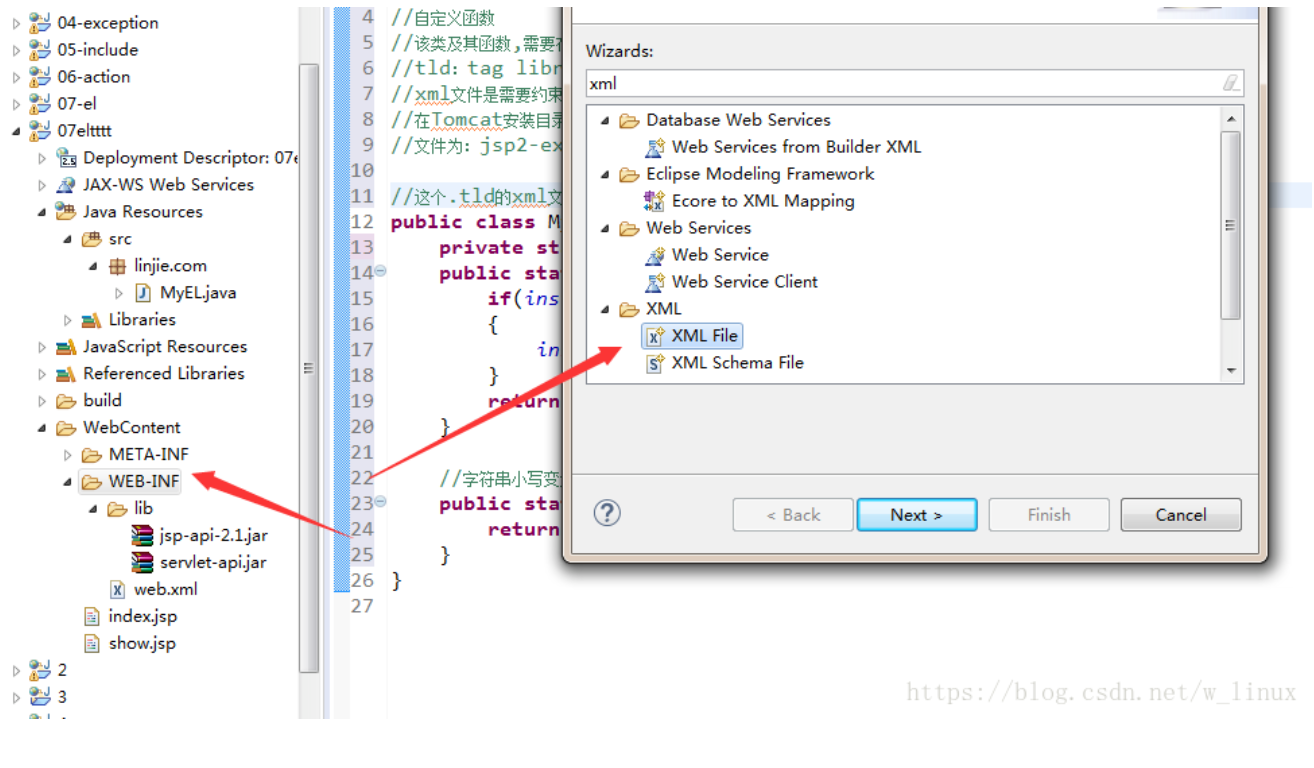 04-exception
05-include
06-action
07-el
07eltttt
Deployment Descriptor: 07e
JAX-WS Web Services
Java Resources
src
linjie.com
MyEL.java
Libraries
JavaScript Resources
Referenced Libraries
build
WebContent
META-INF
WEB-INF
lib
jsp-api-2.1.jar
servlet-api.jar
web.xml
index.jsp
show.jsp
2
3
4 //自定义函数
5 //该类及其函数,需要在
6 //tld: tag libr
7 //xml文件是需要约束
8 //在Tomcat安装目录
9 //文件为: jsp2-ex
10
11 //这个.tld的xml文
12 public class M
13 private st
14 public sta
15 if(ins
16 {
17 in
18 }
19 return
20 }
21
22 //字符串小写变
23 public sta
24 return
25 }
26 }
27
Wizards:
xml
Database Web Services
Web Services from Builder XML
Eclipse Modeling Framework
Ecore to XML Mapping
Web Services
Web Service
Web Service Client
XML
XML File
XML Schema File
?
< Back
Next >
Finish
Cancel
https://blog.csdn.net/w_linux